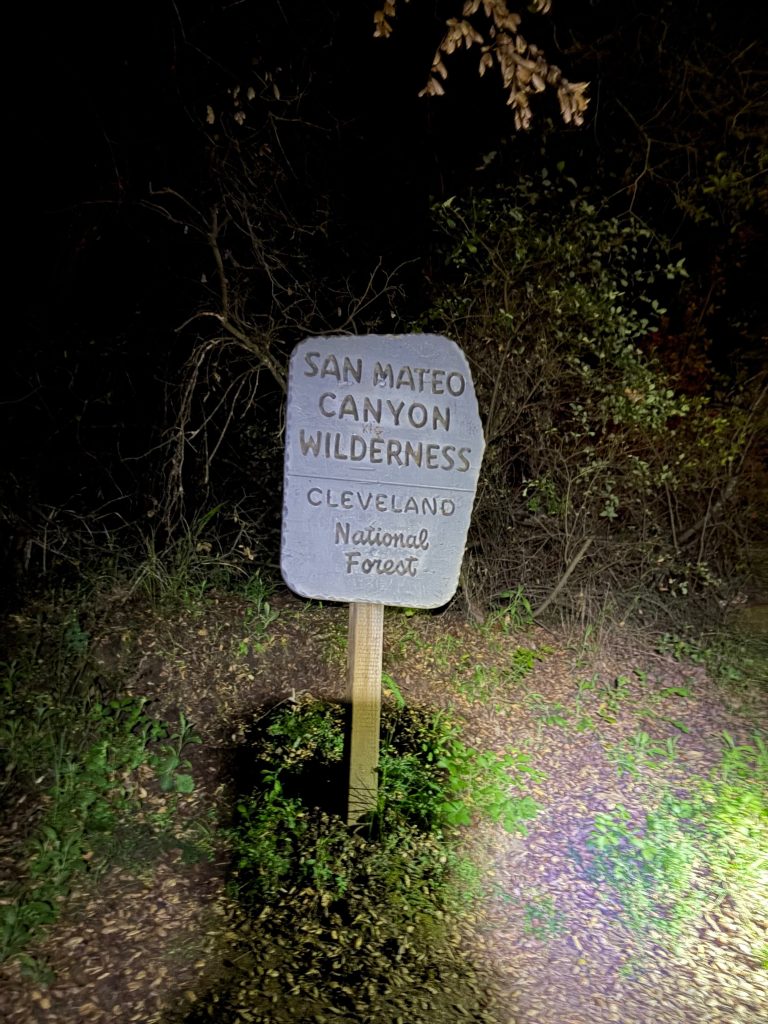 SAN MATEO
CANYON
WILDERNESS
CLEVELAND
National
Forest